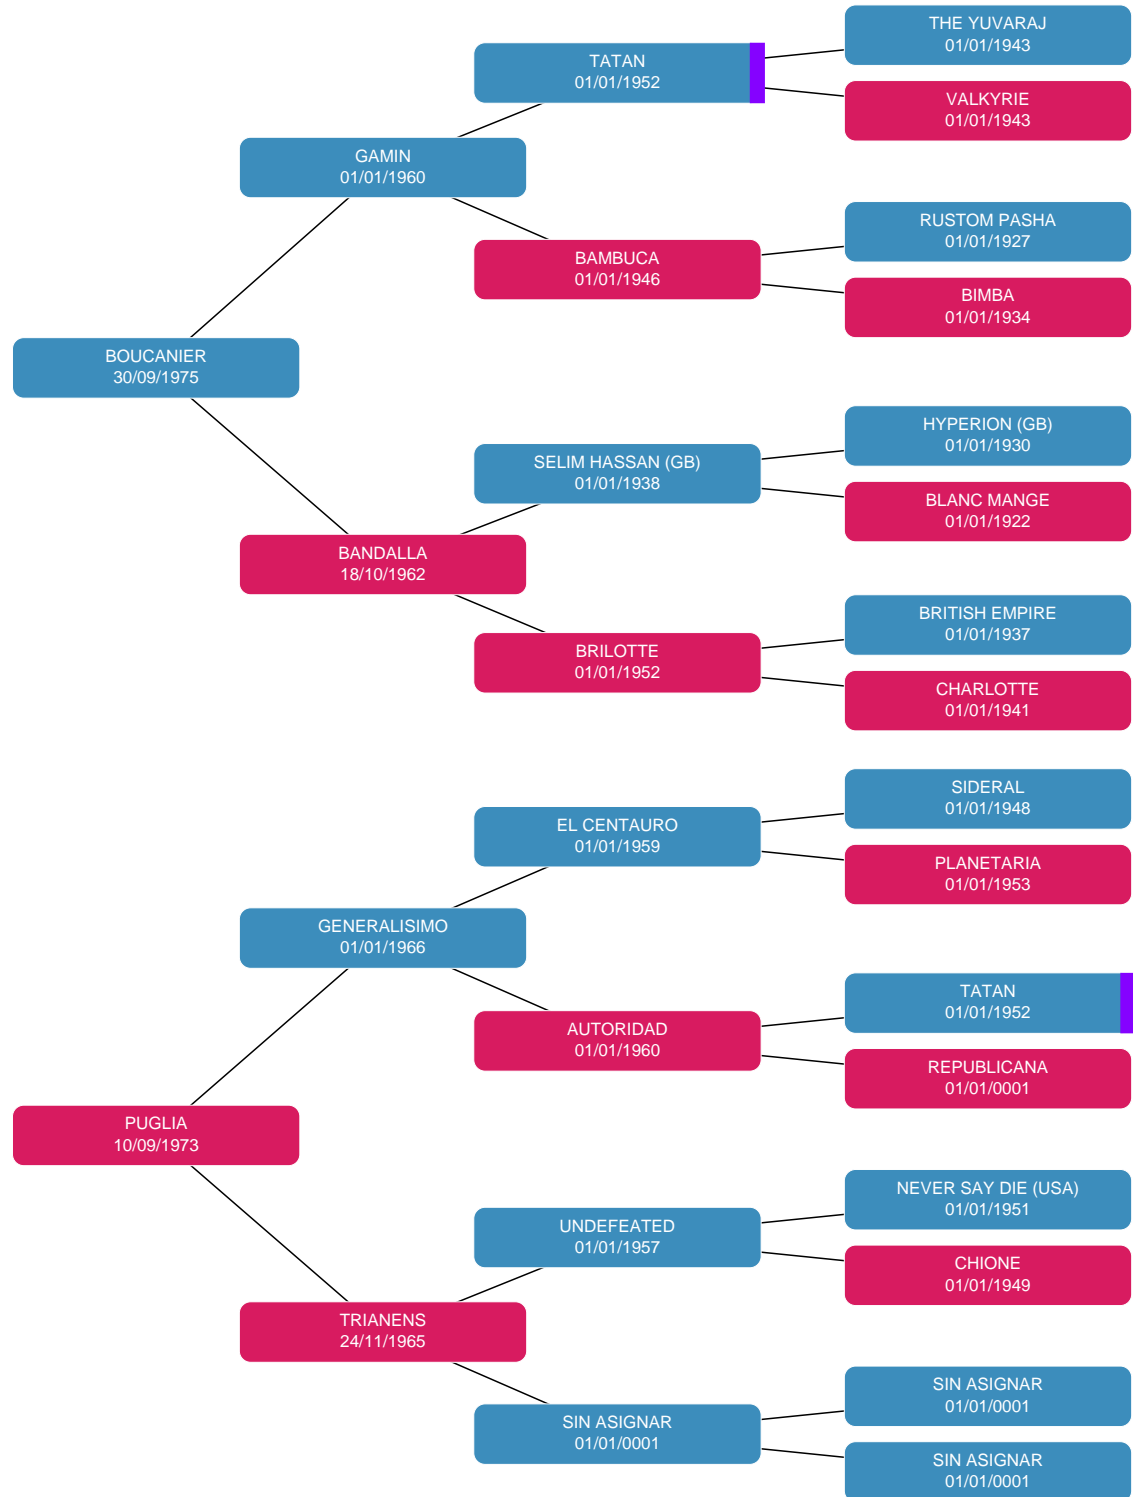 THE YUVARAJ
01/01/1943
TATAN
01/01/1952
VALKYRIE
01/01/1943
GAMIN
01/01/1960
RUSTOM PASHA
01/01/1927
BAMBUCA
01/01/1946
BIMBA
01/01/1934
BOUCANIER
30/09/1975
HYPERION (GB)
01/01/1930
SELIM HASSAN (GB)
01/01/1938
BLANC MANGE
01/01/1922
BANDALLA
18/10/1962
BRITISH EMPIRE
01/01/1937
BRILOTTE
01/01/1952
CHARLOTTE
01/01/1941
SIDERAL
01/01/1948
EL CENTAURO
01/01/1959
PLANETARIA
01/01/1953
GENERALISIMO
01/01/1966
TATAN
01/01/1952
AUTORIDAD
01/01/1960
REPUBLICANA
01/01/0001
PUGLIA
10/09/1973
NEVER SAY DIE (USA)
01/01/1951
UNDEFEATED
01/01/1957
CHIONE
01/01/1949
TRIANENS
24/11/1965
SIN ASIGNAR
01/01/0001
SIN ASIGNAR
01/01/0001
SIN ASIGNAR
01/01/0001